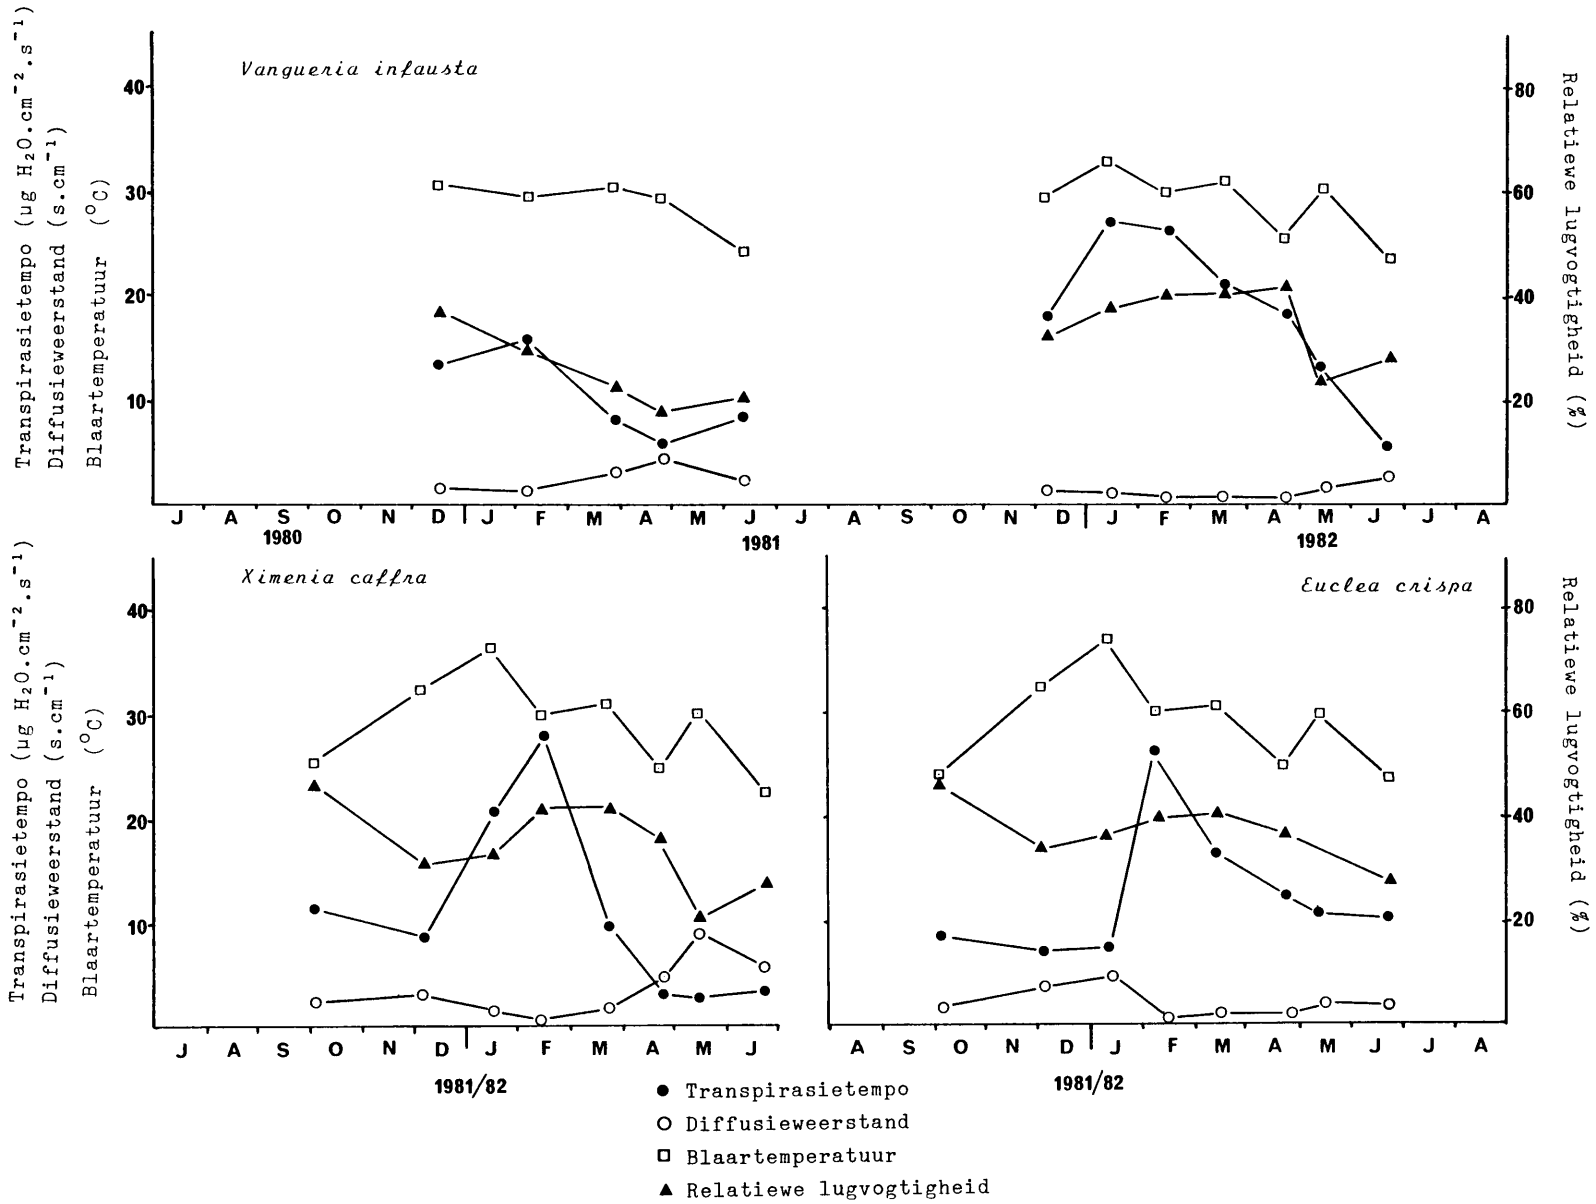 Vangueria infausta
Transpirasietempo (ug H₂O.cm⁻².s⁻¹)
Diffusieweerstand (s.cm⁻¹)
Blaartemperatuur (°C)
40
30
20
10
80
60
40
20
Relatiewe lugvogtigheid (%)
J A S O N D J F M A M J J A S O N D J F M A M J J A
1980 1981 1982
Ximenia caffra
Transpirasietempo (ug H₂O.cm⁻².s⁻¹)
Diffusieweerstand (s.cm⁻¹)
Blaartemperatuur (°C)
40
30
20
10
J A S O N D J F M A M J
1981/82
Euclea crispa
80
60
40
20
Relatiewe lugvogtigheid (%)
A S O N D J F M A M J J A
1981/82
Transpirasietempo
Diffusieweerstand
Blaartemperatuur
Relatiewe lugvogtigheid